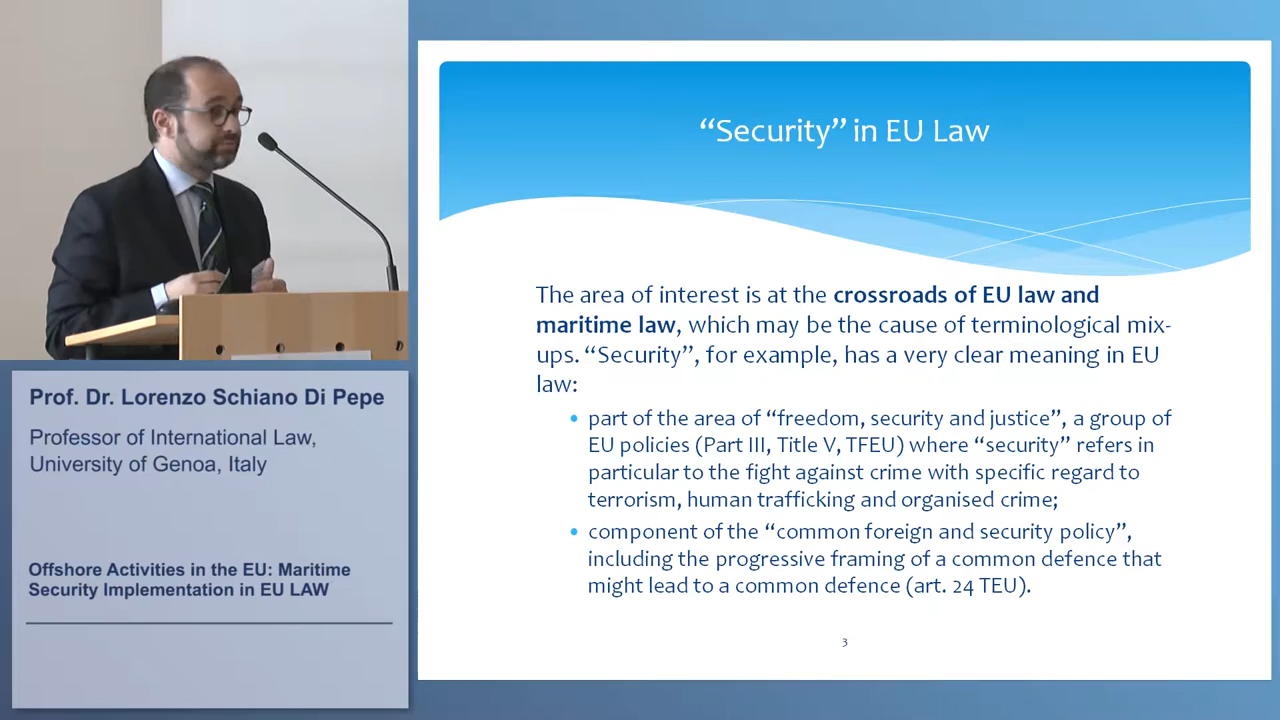 Prof. Dr. Lorenzo Schiano Di Pepe
Professor of International Law,
University of Genoa, Italy
Offshore Activities in the EU: Maritime
Security Implementation in EU LAW
“Security” in EU Law
The area of interest is at the crossroads of EU law and
maritime law, which may be the cause of terminological mix-
ups. “Security”, for example, has a very clear meaning in EU
law:
• part of the area of “freedom, security and justice”, a group of
EU policies (Part III, Title V, TFEU) where “security” refers in
particular to the fight against crime with specific regard to
terrorism, human trafficking and organised crime;
• component of the “common foreign and security policy”,
including the progressive framing of a common defence that
might lead to a common defence (art. 24 TEU).
3